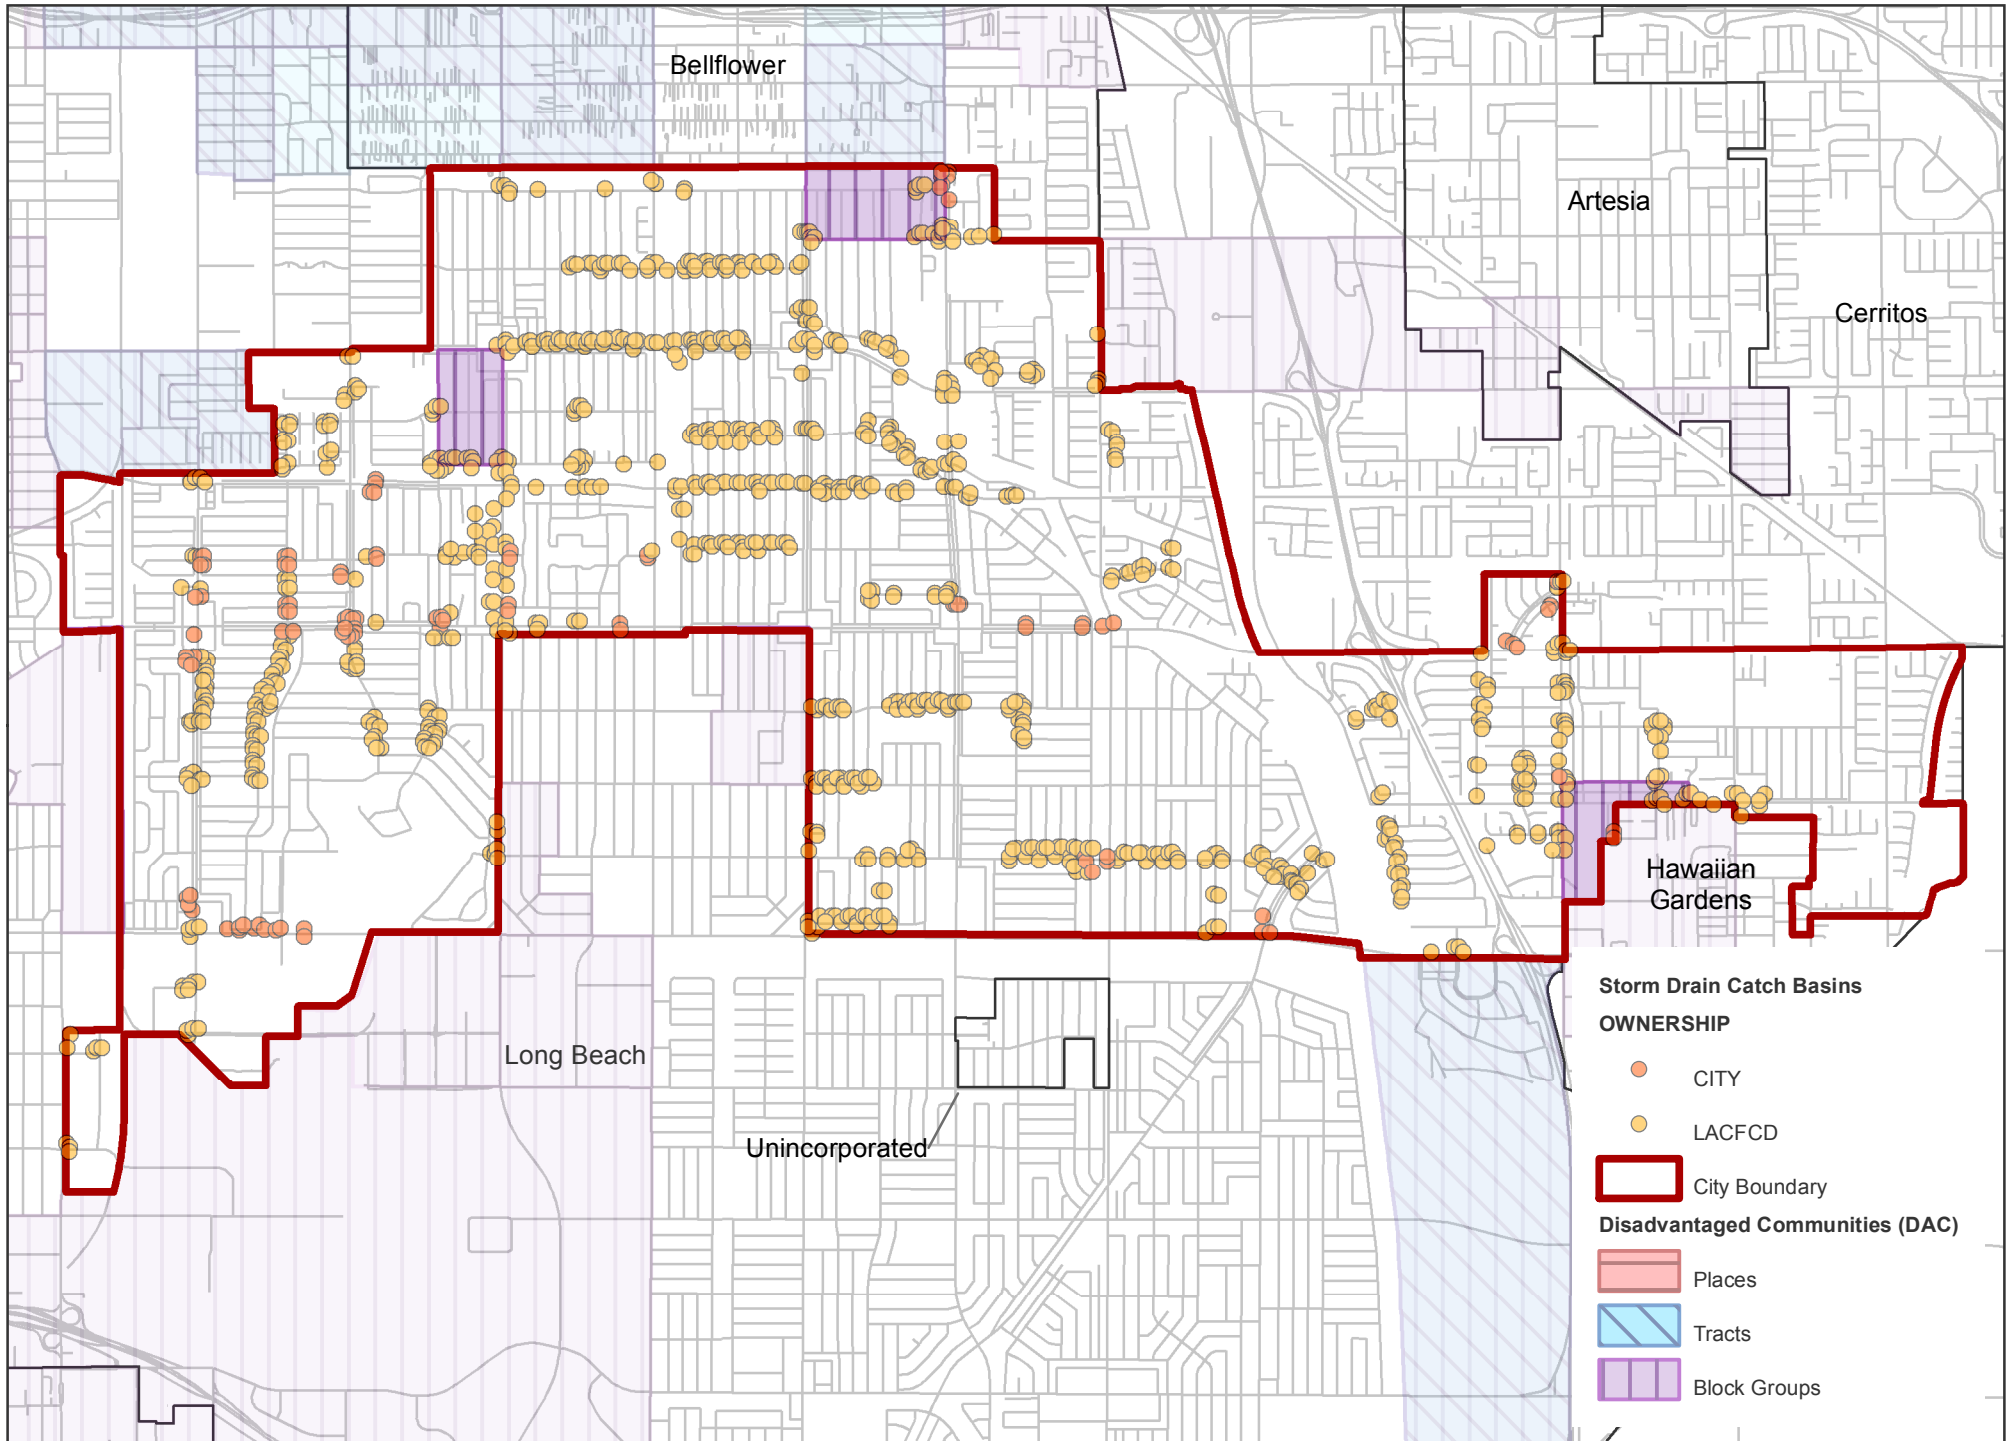 Bellflower
Artesia
Cerritos
Hawaiian
Gardens
Long Beach
Unincorporated
Storm Drain Catch Basins
OWNERSHIP
CITY
LACFCD
City Boundary
Disadvantaged Communities (DAC)
Places
Tracts
Block Groups